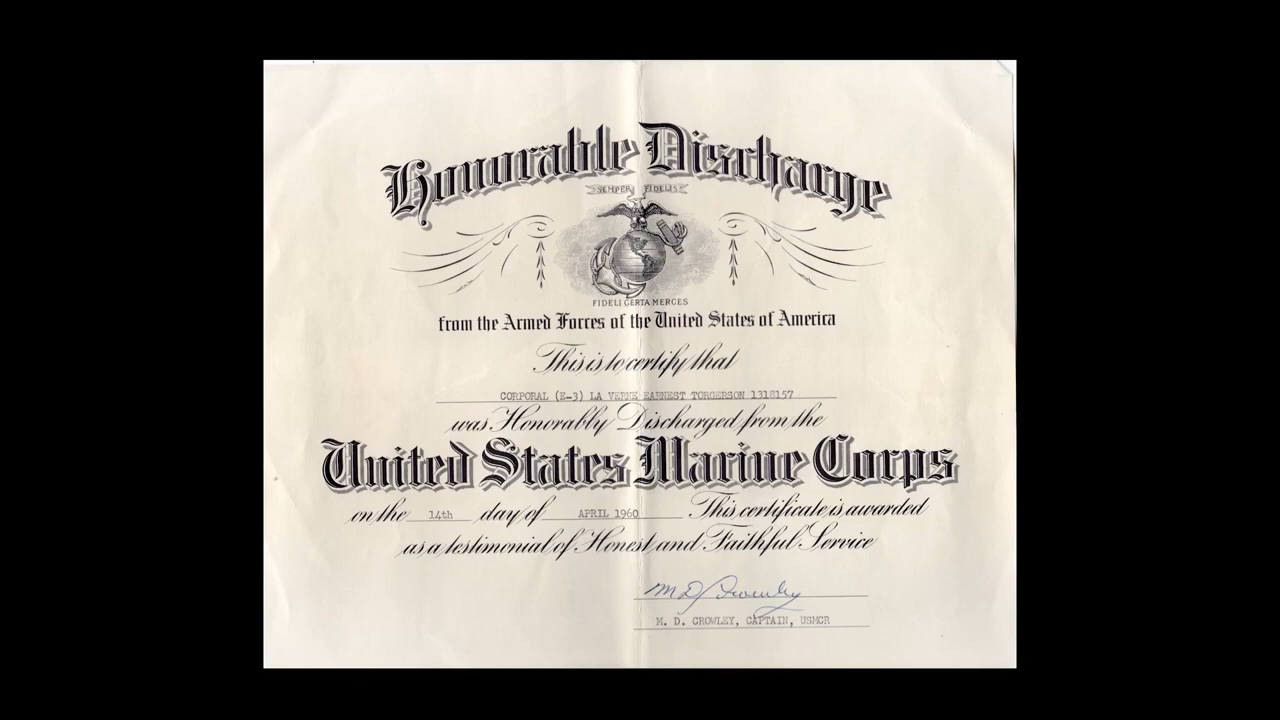 Honorable Discharge
SEMPER FIDELIS
FIDELI CERTA MERCES
from the Armed Forces of the United States of America
This is to certify that
CORPORAL (E-3) LA VERNE EARNEST TORGERSON 1318157
was Honorably Discharged from the
United States Marine Corps
on the 14th day of APRIL 1960 This certificate is awarded
as a testimonial of Honest and Faithful Service
M D Crowley
M. D. CROWLEY, CAPTAIN, USMCR